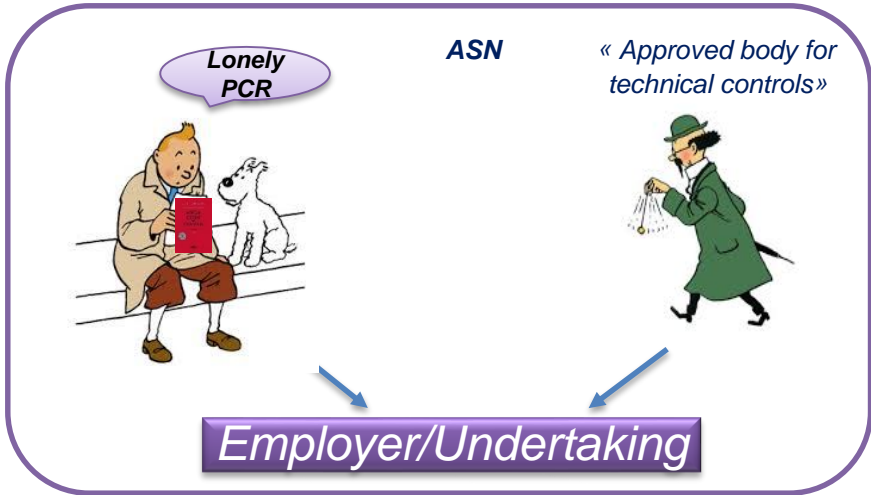 Lonely
PCR
ASN
« Approved body for
technical controls»
Employer/Undertaking